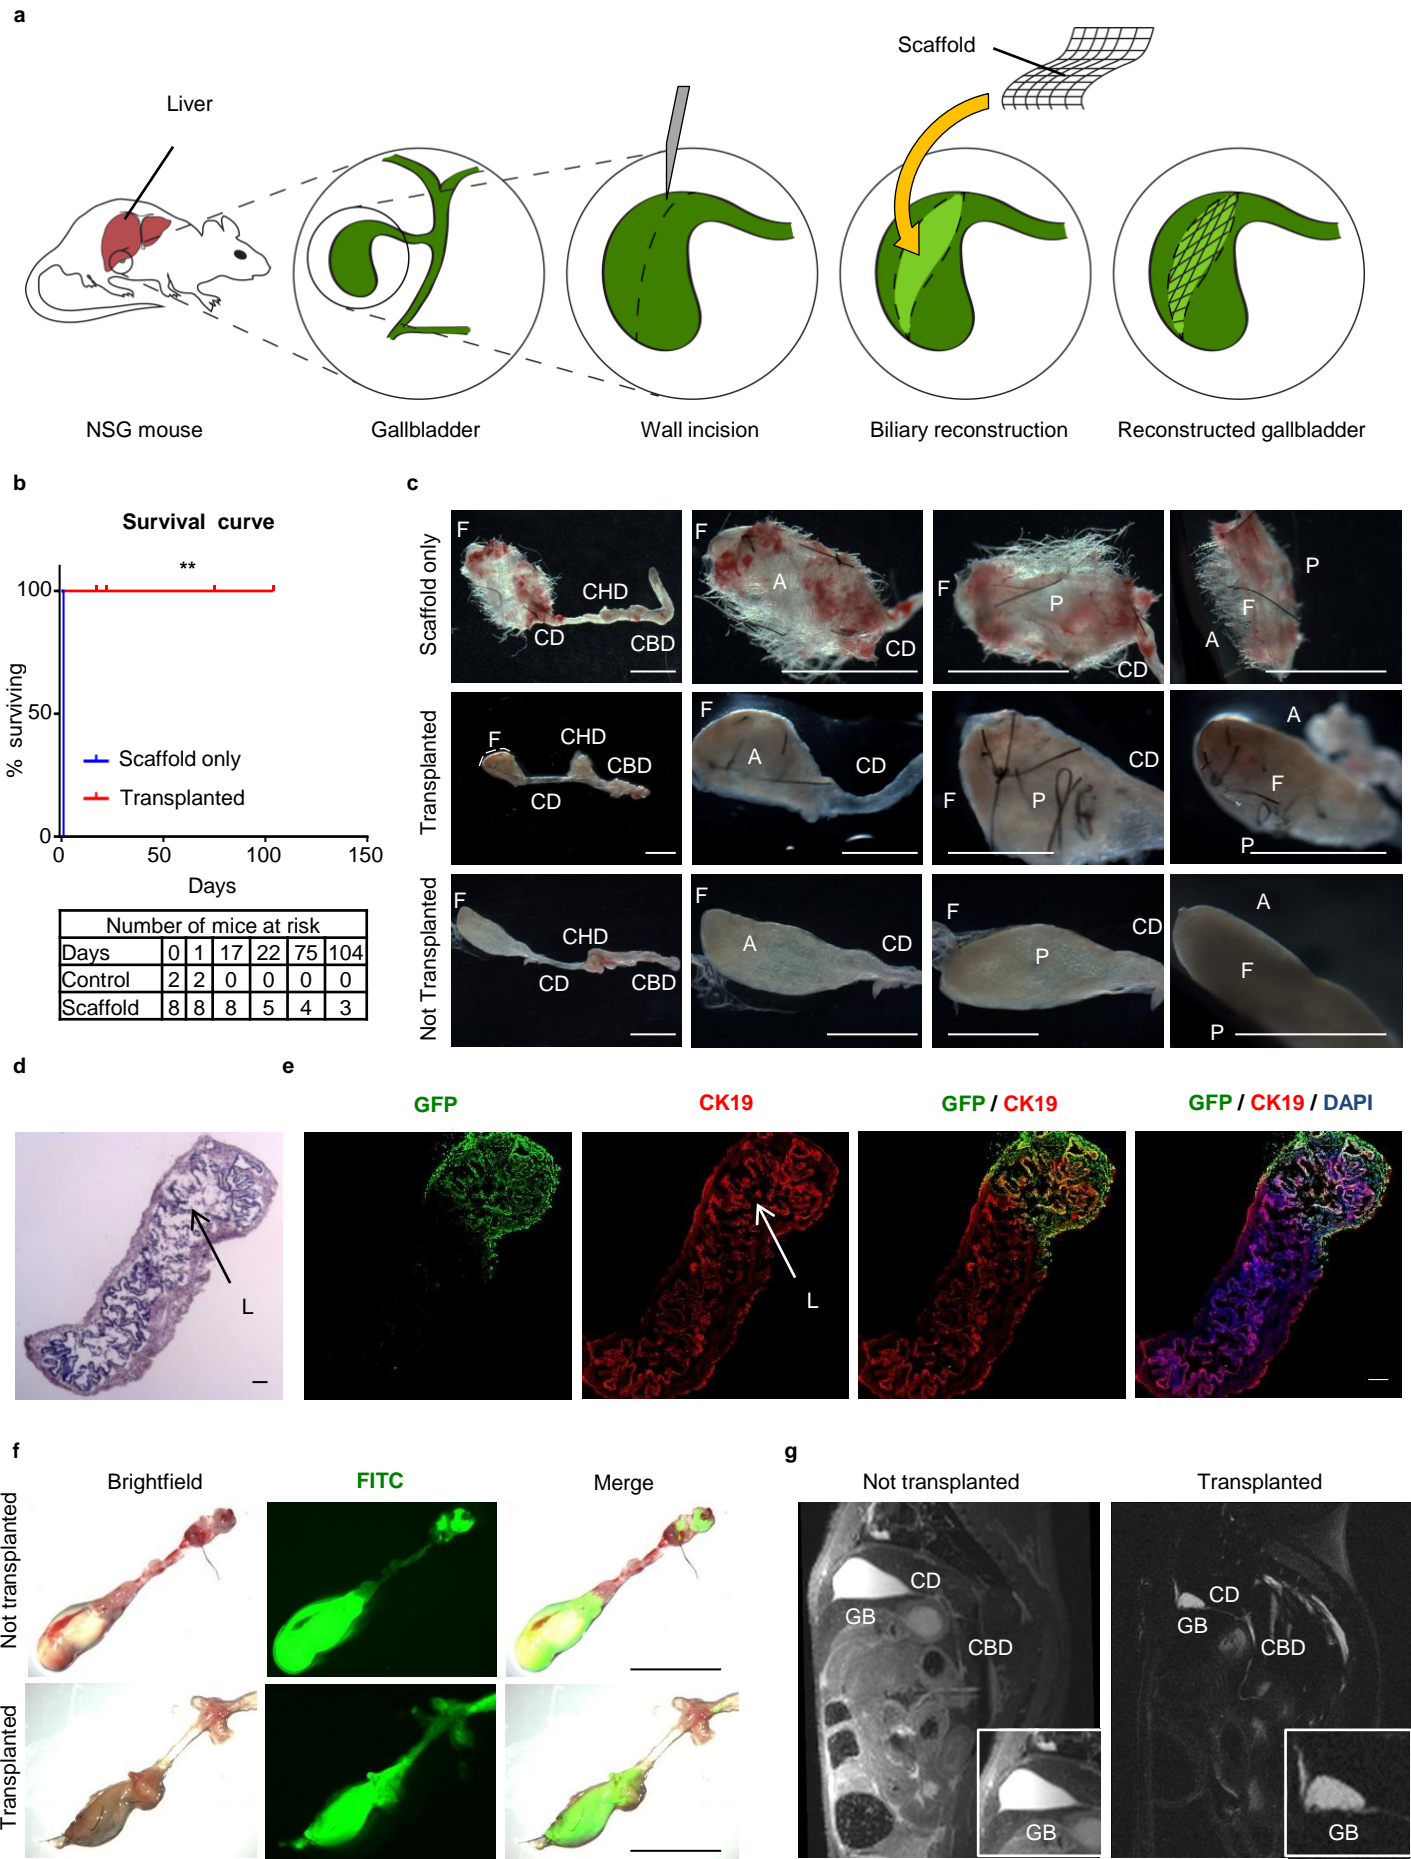 a
Scaffold
Liver
NSG mouse
Gallbladder
Wall incision
Biliary reconstruction
Reconstructed gallbladder
b
Survival curve
**
100
50
0
% surviving
Scaffold only
Transplanted
0 50 100 150
Days
Number of mice at risk
Days 0 1 17 22 75 104
Control 2 2 0 0 0 0
Scaffold 8 8 8 5 4 3
c
Scaffold only
F
CHD
CD
CBD
F
A
CD
F
P
CD
P
F
A
Transplanted
F
CHD
CBD
CD
F
A
CD
CD
F
P
A
F
P
Not Transplanted
F
CHD
CD
CBD
F
A
CD
F
CD
P
A
F
P
d
L
e
GFP
CK19
GFP / CK19
GFP / CK19 / DAPI
L
f
Brightfield
FITC
Merge
Not transplanted
Transplanted
g
Not transplanted
Transplanted
CD
GB
CBD
GB
CD
GB
CBD
GB